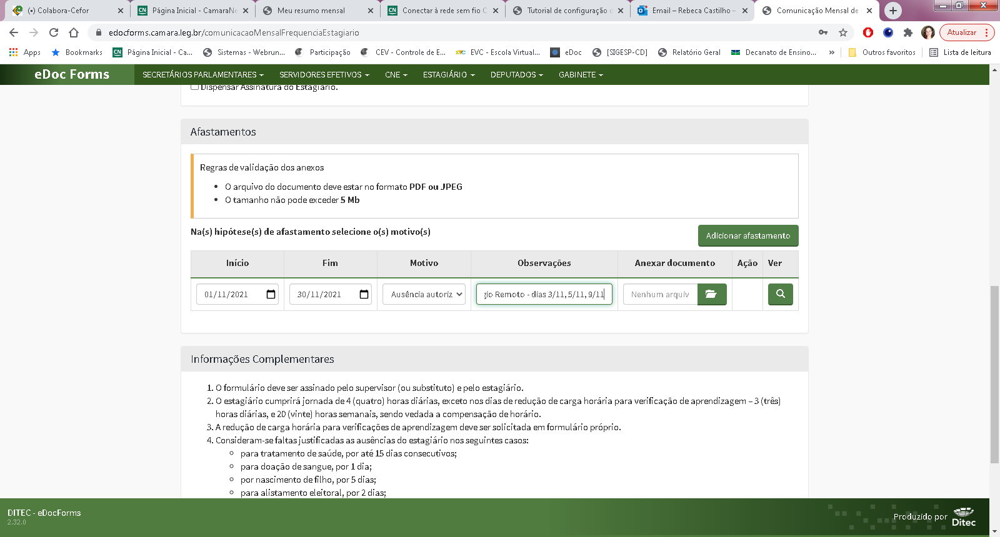 (•) Colabora-Cefor
Página Inicial - CamaraNe
Meu resumo mensal
Conectar à rede sem fio C
Tutorial de configuração
Email – Rebeca Castilho –
Comunicação Mensal de
edocforms.camara.leg.br/comunicacaoMensalFrequenciaEstagiario
Atualizar
Apps
Bookmarks
Página Inicial - Ca...
Sistemas - Webrun...
Participação
CEV - Controle de E...
EVC - Escola Virtual...
eDoc
[SIGESP-CD]
Relatório Geral
Decanato de Ensino...
»
Outros favoritos
Lista de leitura
eDoc Forms
SECRETÁRIOS PARLAMENTARES
SERVIDORES EFETIVOS
CNE
ESTAGIÁRIO
DEPUTADOS
GABINETE
Dispensar Assinatura do Estagiário.
Afastamentos
Regras de validação dos anexos
• O arquivo do documento deve estar no formato PDF ou JPEG
• O tamanho não pode exceder 5 Mb
Na(s) hipótese(s) de afastamento selecione o(s) motivo(s)
Adicionar afastamento
Início Fim Motivo Observações Anexar documento Ação Ver
01/11/2021 30/11/2021 Ausência autoriz gio Remoto - dias 3/11, 5/11, 9/11 Nenhum arquiv
Informações Complementares
1. O formulário deve ser assinado pelo supervisor (ou substituto) e pelo estagiário.
2. O estagiário cumprirá jornada de 4 (quatro) horas diárias, exceto nos dias de redução de carga horária para verificação de aprendizagem – 3 (três)
horas diárias, e 20 (vinte) horas semanais, sendo vedada a compensação de horário.
3. A redução de carga horária para verificações de aprendizagem deve ser solicitada em formulário próprio.
4. Consideram-se faltas justificadas as ausências do estagiário nos seguintes casos:
para tratamento de saúde, por até 15 dias consecutivos;
para doação de sangue, por 1 dia;
por nascimento de filho, por 5 dias;
para alistamento eleitoral, por 2 dias;
DITEC - eDocForms
2.32.0
Produzido por
Ditec